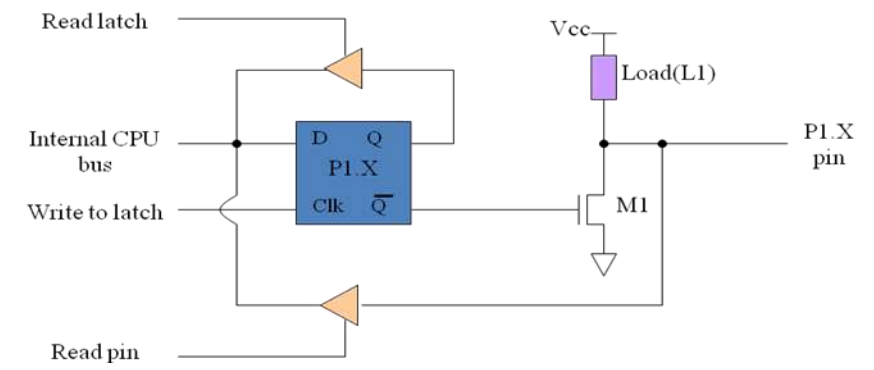 Read latch
Vcc
Load(L1)
Internal CPU
bus
D Q
P1.X
pin
P1.X
Write to latch
Clk Q̅
M1
Read pin